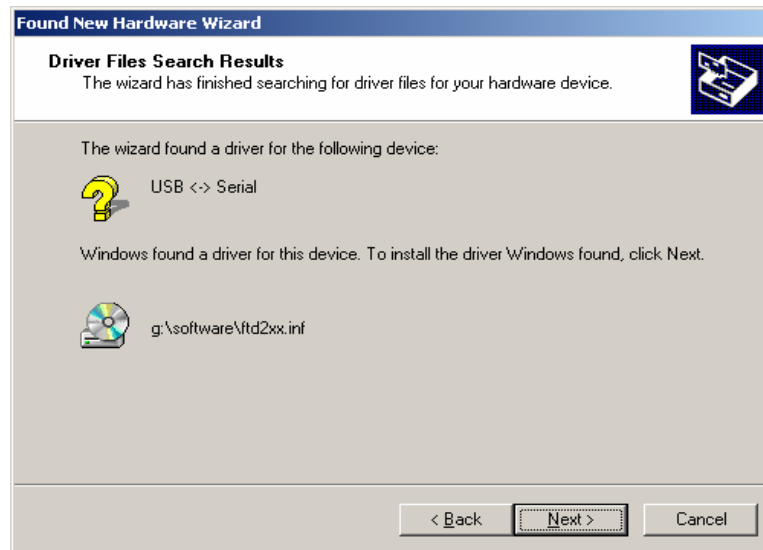 Found New Hardware Wizard
Driver Files Search Results
The wizard has finished searching for driver files for your hardware device.
The wizard found a driver for the following device:
USB <-> Serial
Windows found a driver for this device. To install the driver Windows found, click Next.
g:\software\ftd2xx.inf
< Back Next > Cancel